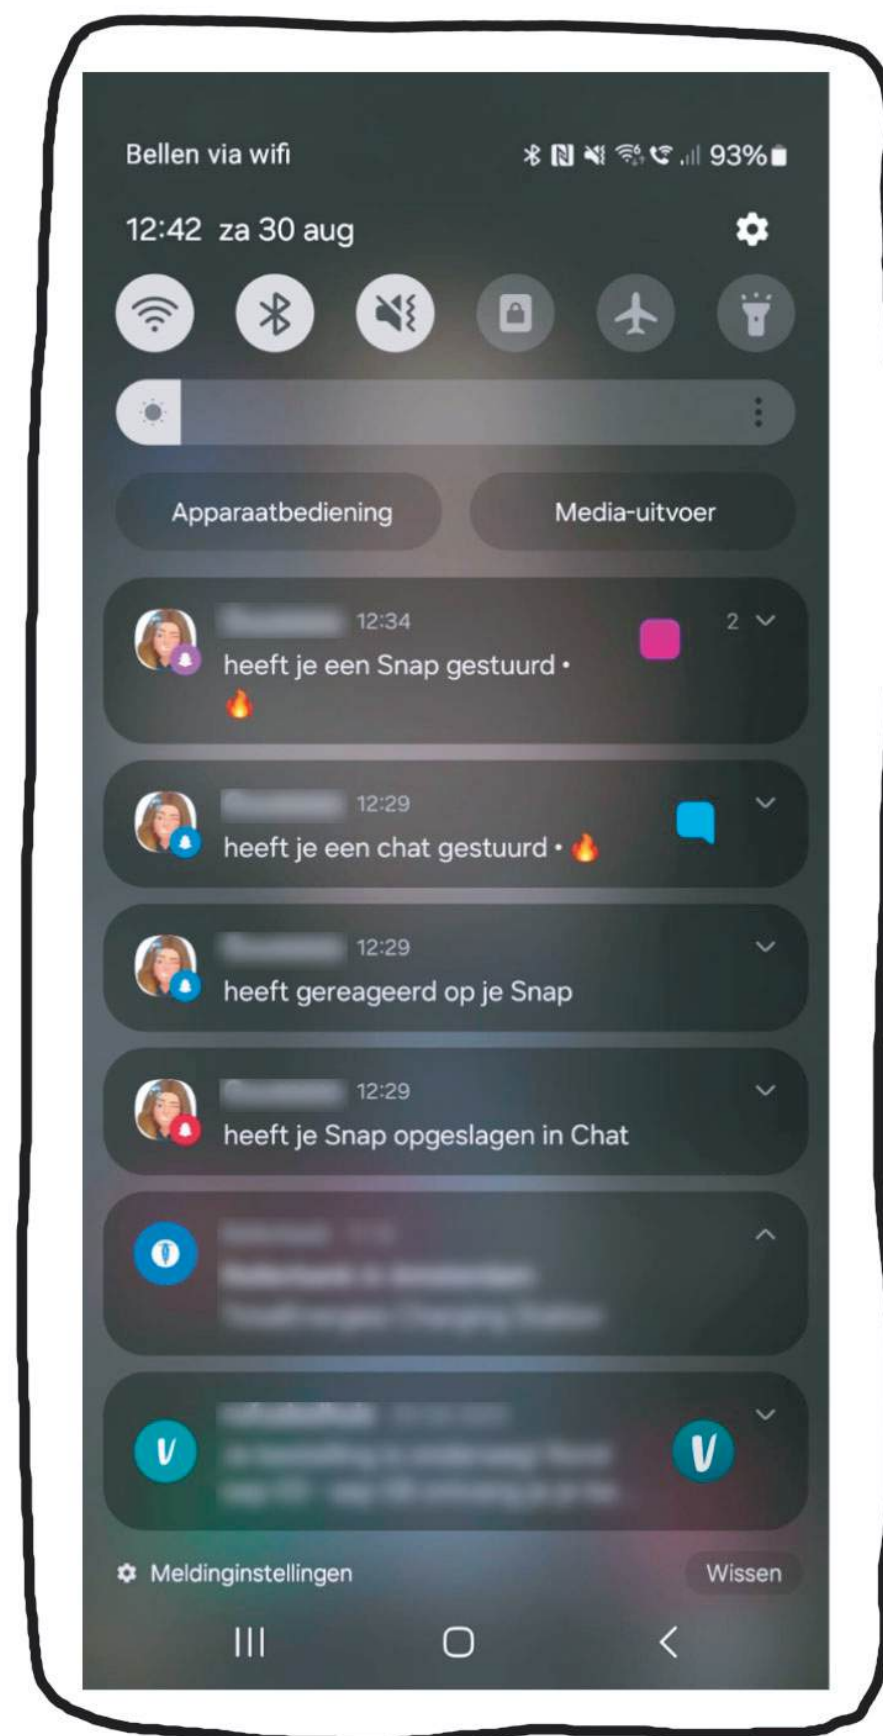 Bellen via wifi 93%
12:42 za 30 aug
Apparaatbediening Media-uitvoer
12:34 2
heeft je een Snap gestuurd •
12:29
heeft je een chat gestuurd •
12:29
heeft gereageerd op je Snap
12:29
heeft je Snap opgeslagen in Chat
Meldinginstellingen Wissen